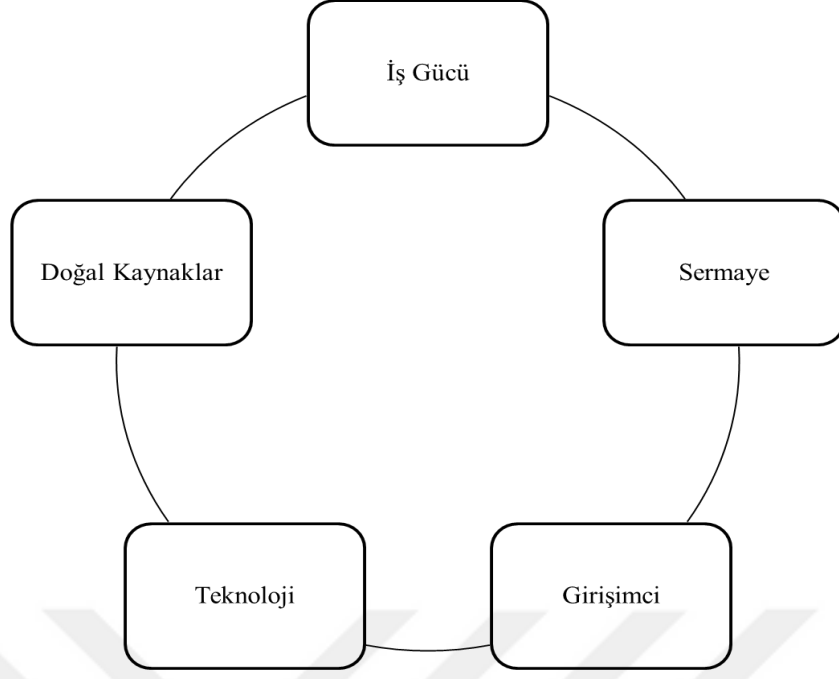 İş Gücü
Doğal Kaynaklar
Sermaye
Teknoloji
Girişimci